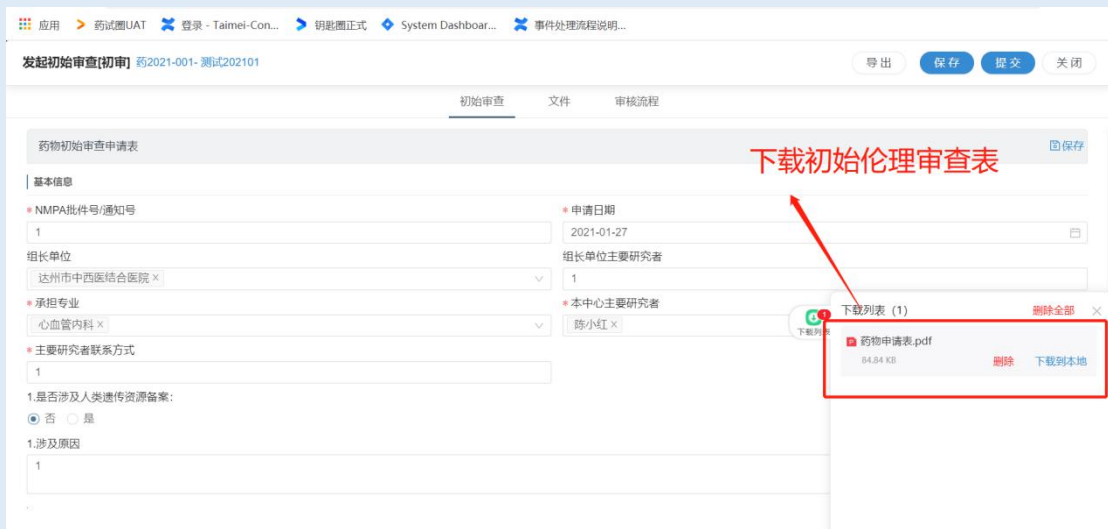 应用 药试圈UAT 登录 - Taimei-Con... 钥匙圈正式 System Dashboar... 事件处理流程说明...
发起初始审查[初审] 药2021-001- 测试202101 导出 保存 提交 关闭
初始审查 文件 审核流程
药物初始审查申请表 保存
下载初始伦理审查表
基本信息
* NMPA批件号/通知号 * 申请日期
1 2021-01-27
组长单位 组长单位主要研究者
达州市中西医结合医院 × 1
* 承担专业 * 本中心主要研究者
心血管内科 × 陈小红 ×
1
下载列表
下载列表 (1) 删除全部 ×
药物申请表.pdf
84.84 KB 删除 下载到本地
* 主要研究者联系方式
1
1.是否涉及人类遗传资源备案:
否 是
1.涉及原因
1